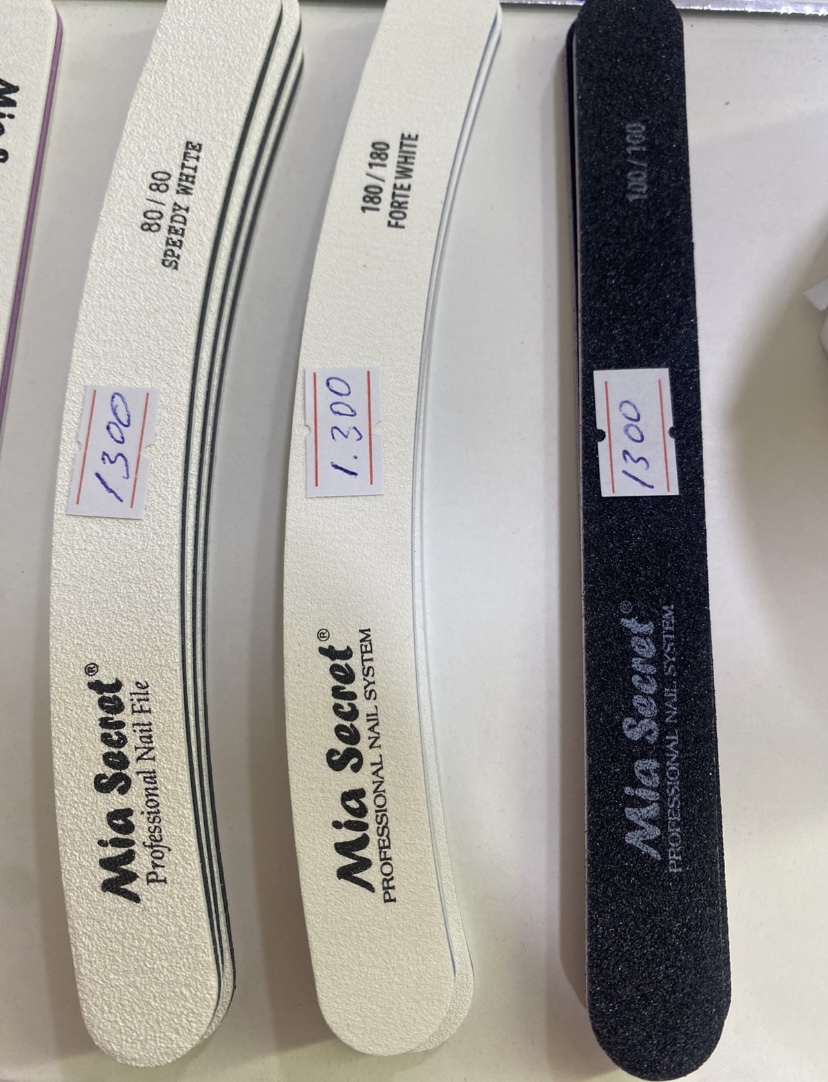 80 / 80
SPEEDY WHITE
1300
Mia Secret®
Professional Nail File
180 / 180
FORTE WHITE
1.300
Mia Secret®
PROFESSIONAL NAIL SYSTEM
100 / 100
1300
Mia Secret®
PROFESSIONAL NAIL SYSTEM